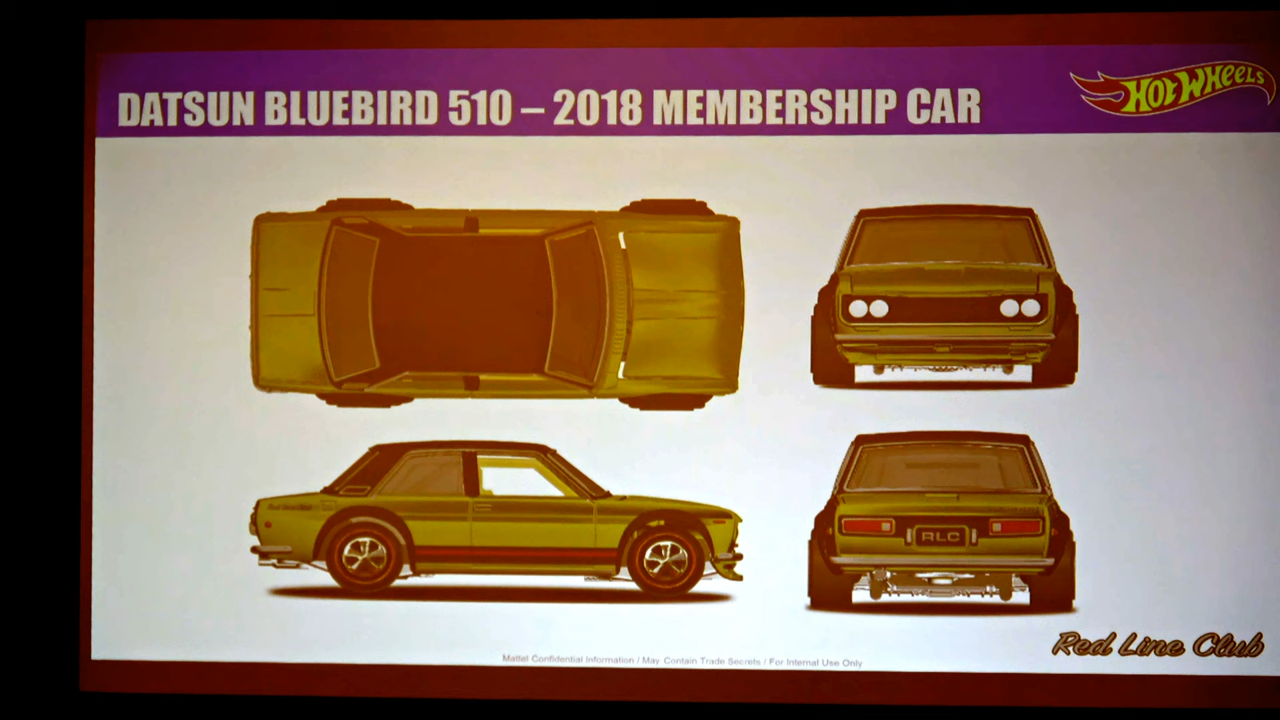 DATSUN BLUEBIRD 510 – 2018 MEMBERSHIP CAR
HOT WHEELS
RLC
Red Line Club
Mattel Confidential Information / May Contain Trade Secrets / For Internal Use Only